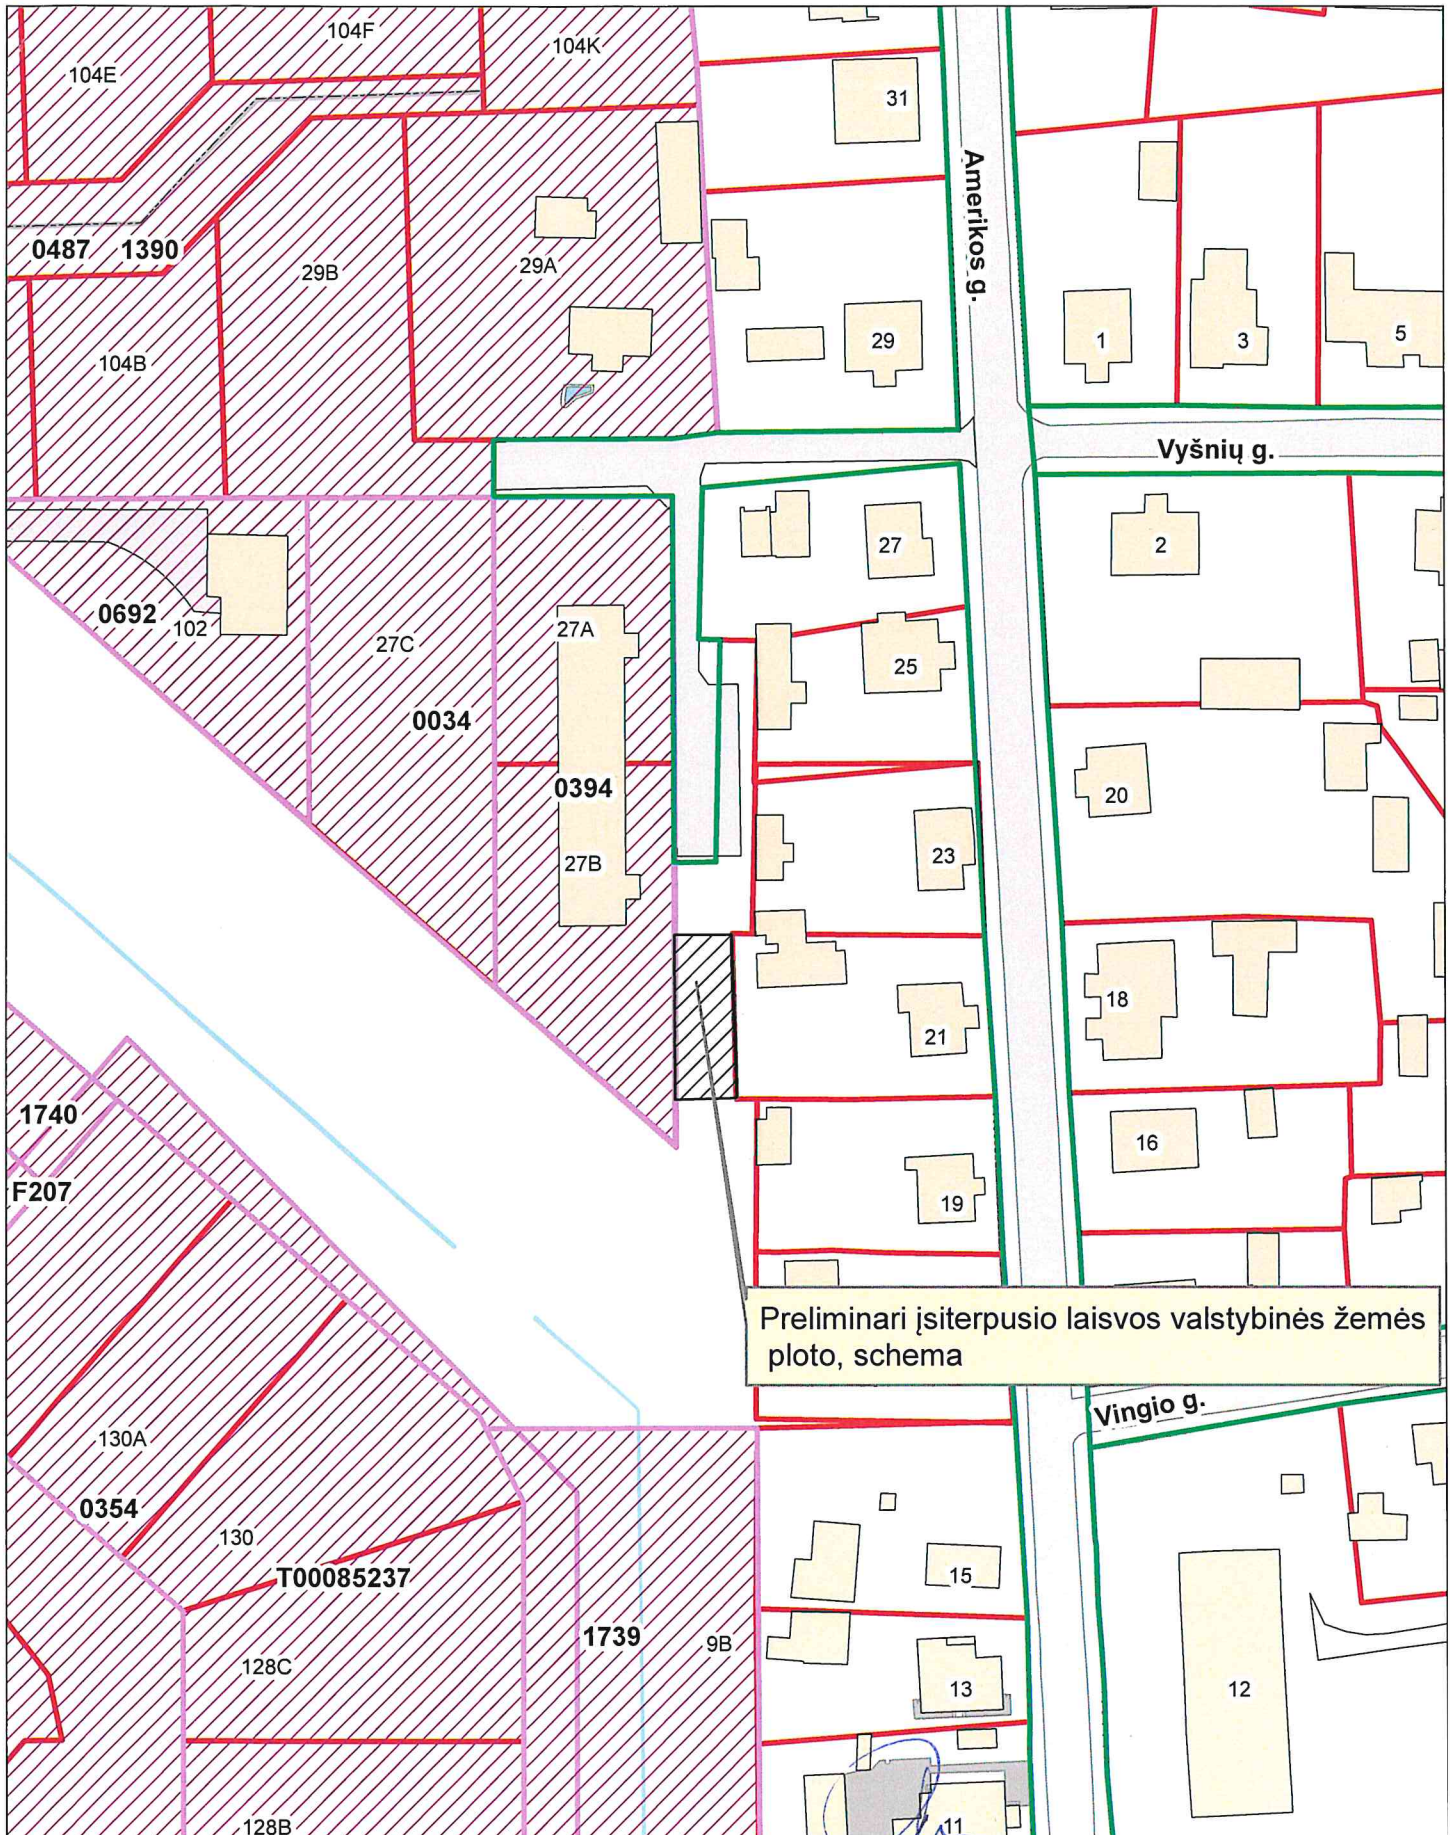 104F
104K
104E
31
Amerikos g.
0487 1390
29B
29A
104B
29
1
3
5
Vyšnių g.
27
2
0692
102
27C
27A
25
0034
0394
20
27B
23
18
21
1740
16
F207
19
Preliminari įsiterpusio laisvos valstybinės žemės
ploto, schema
Vingio g.
130A
0354
130
T00085237
15
1739
9B
128C
13
12
128B
11